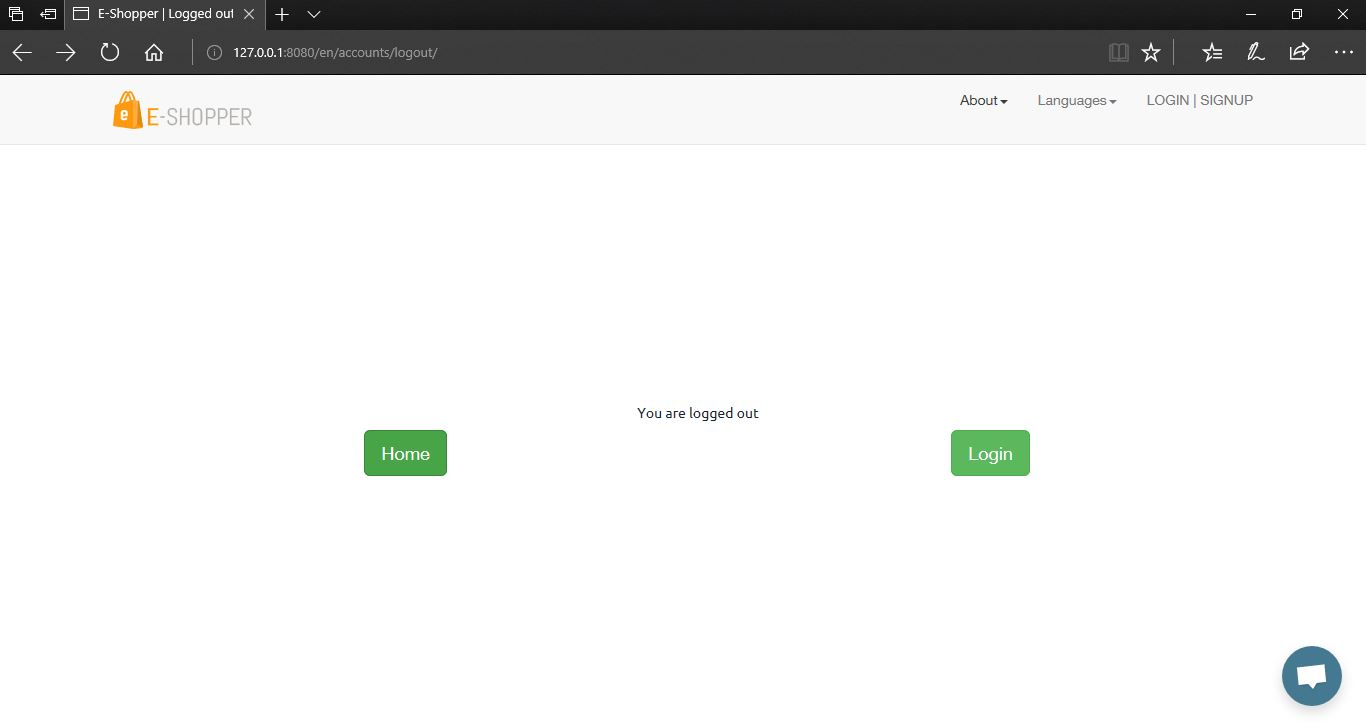 E-Shopper | Logged out
127.0.0.1:8080/en/accounts/logout/
e E-SHOPPER
About
Languages
LOGIN | SIGNUP
You are logged out
Home
Login